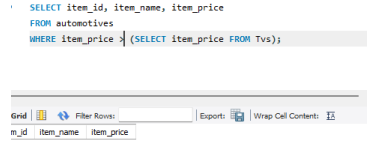 SELECT item_id, item_name, item_price
FROM automotives
WHERE item_price > (SELECT item_price FROM Tvs);
Grid Filter Rows: Export: Wrap Cell Content:
m_id item_name item_price